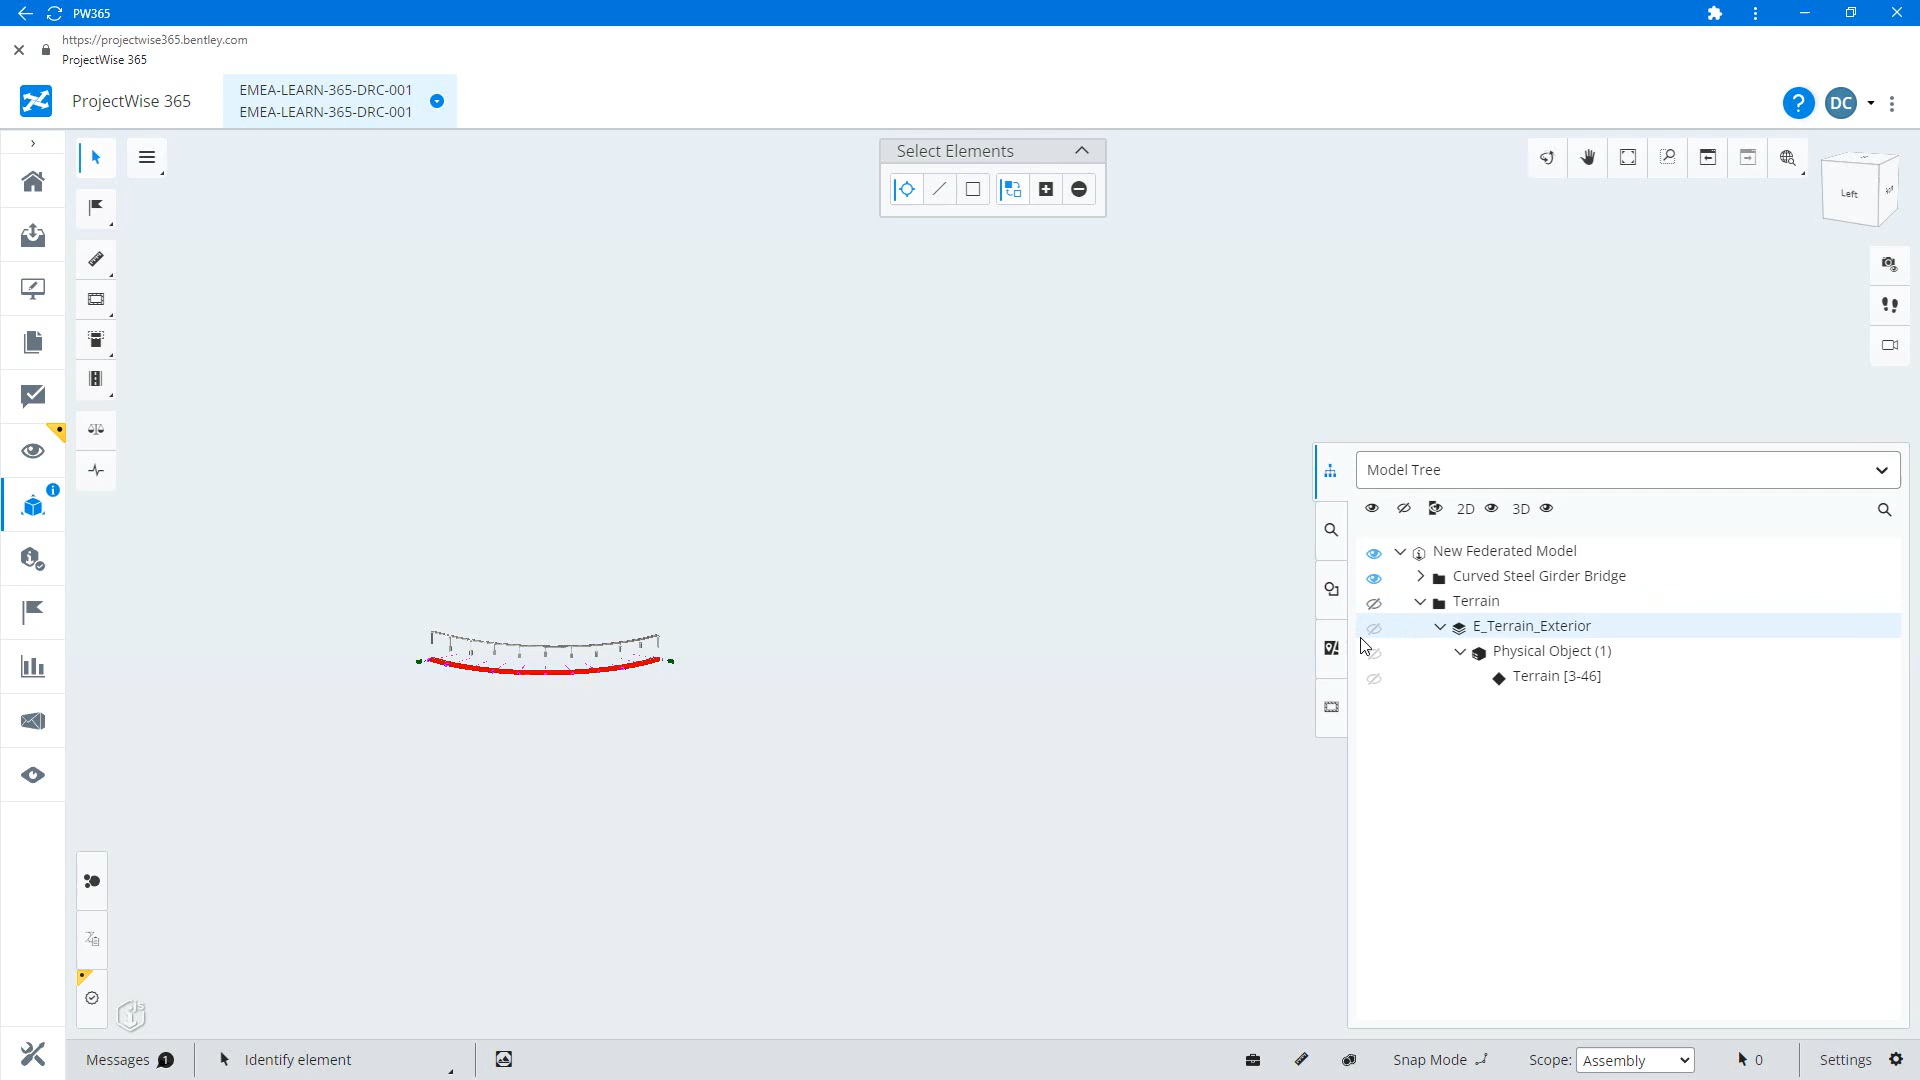 PW365
https://projectwise365.bentley.com
ProjectWise 365
ProjectWise 365
EMEA-LEARN-365-DRC-001
EMEA-LEARN-365-DRC-001
?
DC
Select Elements
Left
Model Tree
2D
3D
New Federated Model
Curved Steel Girder Bridge
Terrain
E_Terrain_Exterior
Physical Object (1)
Terrain [3-46]
Messages 1
Identify element
Snap Mode
Scope: Assembly
0
Settings